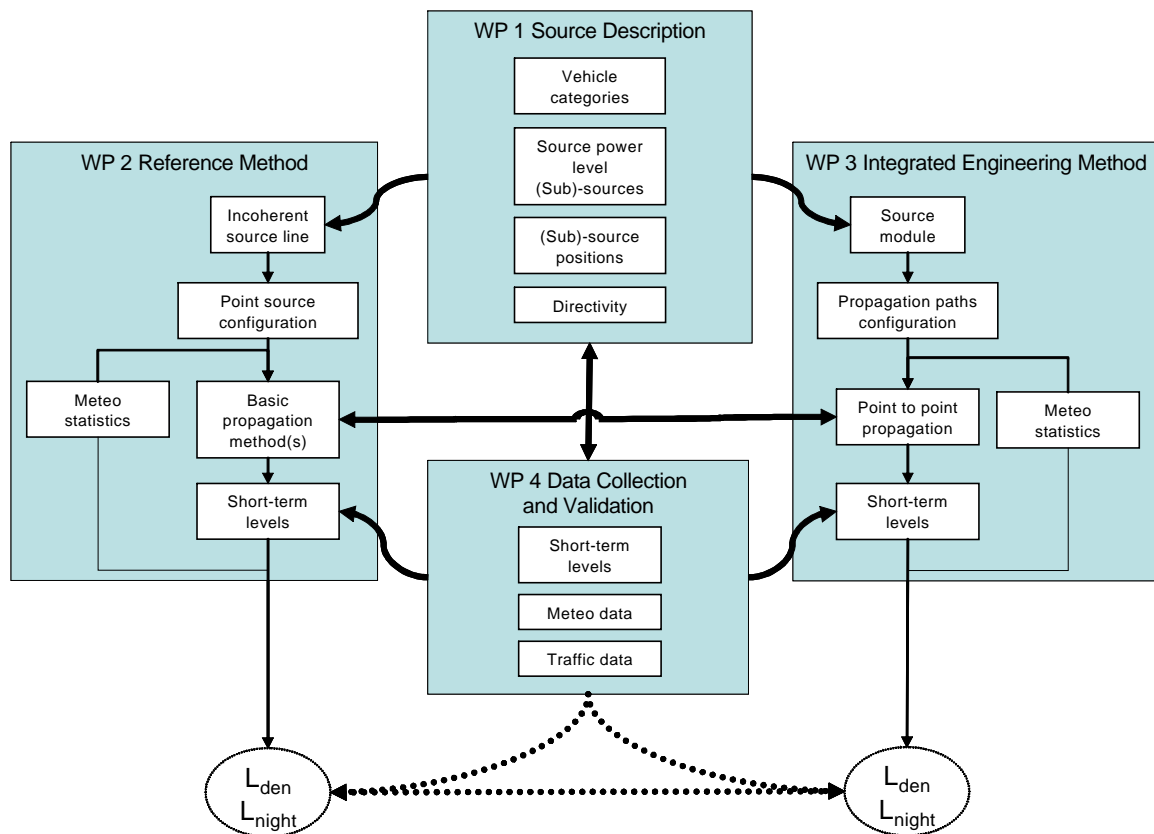 WP 1 Source Description
Vehicle
categories
Source power
level
(Sub)-sources
(Sub)-source
positions
Directivity
WP 2 Reference Method
Incoherent
source line
Point source
configuration
Meteo
statistics
Basic
propagation
method(s)
Short-term
levels
WP 3 Integrated Engineering Method
Source
module
Propagation paths
configuration
Point to point
propagation
Meteo
statistics
Short-term
levels
WP 4 Data Collection
and Validation
Short-term
levels
Meteo data
Traffic data
Lden
Lnight
Lden
Lnight